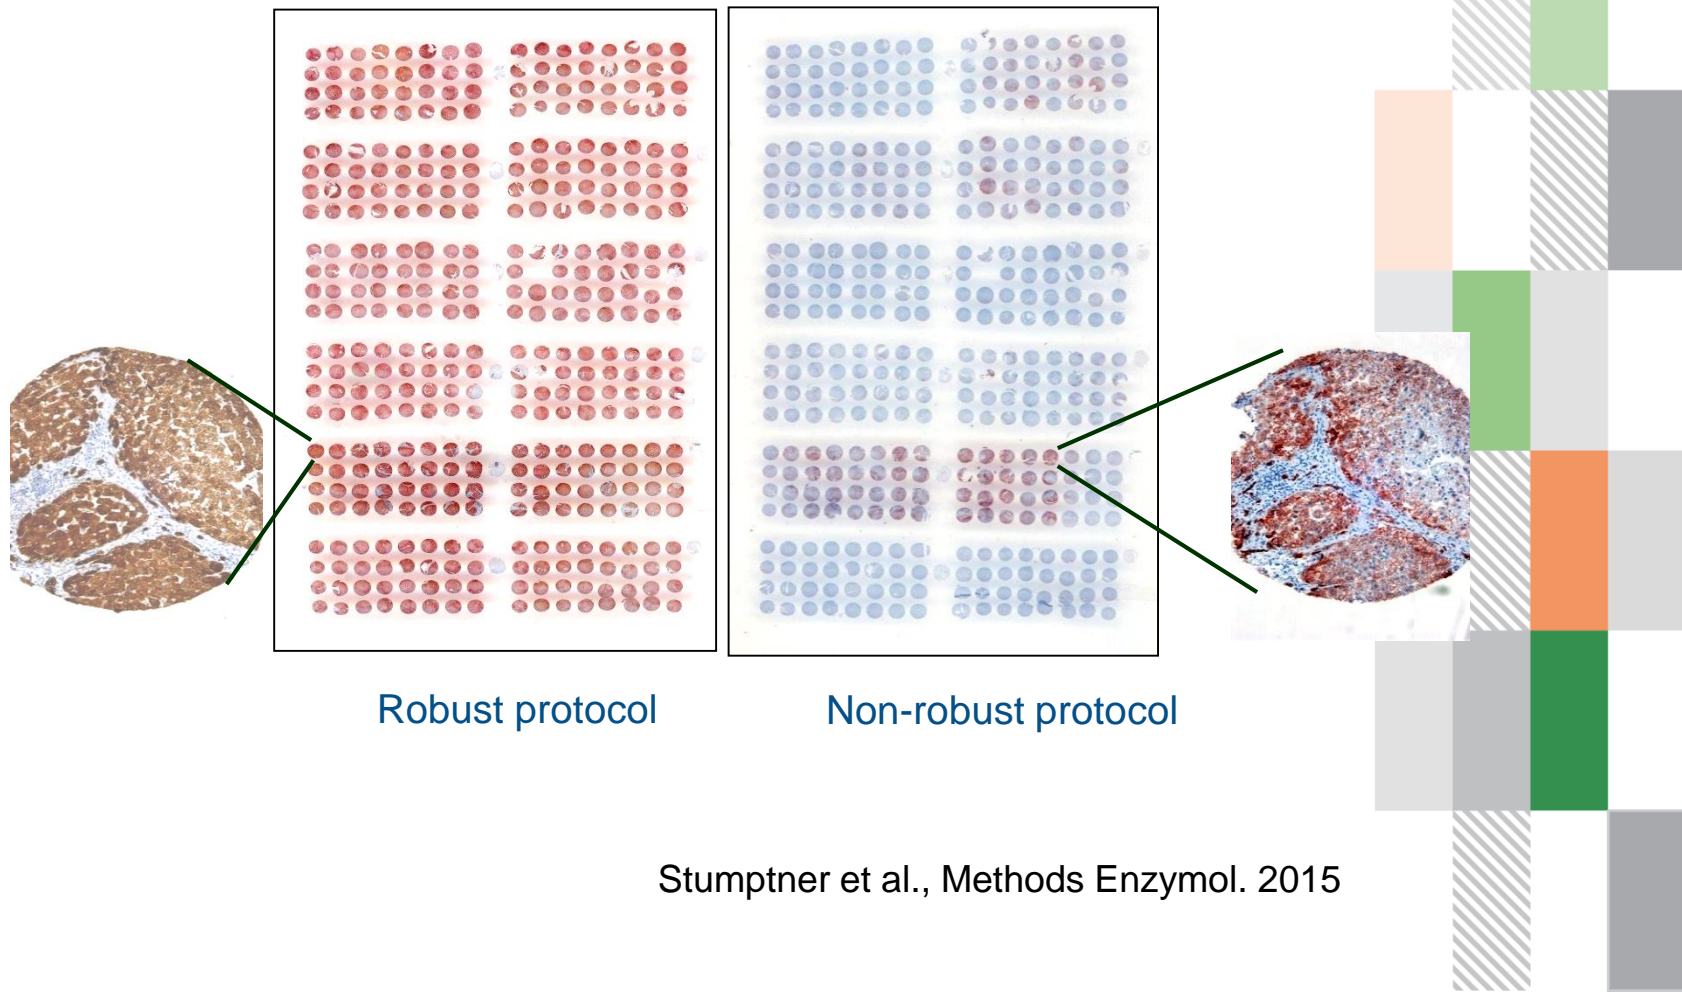 Robust protocol
Non-robust protocol
Stumptner et al., Methods Enzymol. 2015